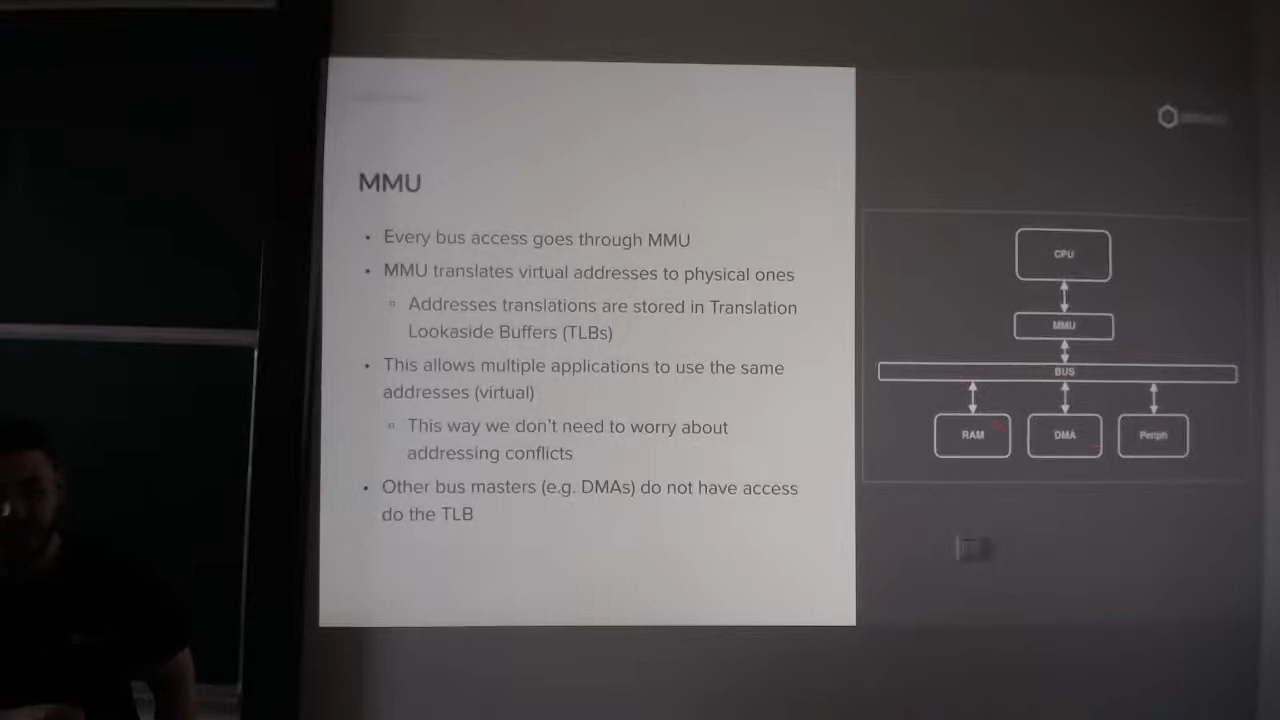 MMU
• Every bus access goes through MMU
• MMU translates virtual addresses to physical ones
▫ Addresses translations are stored in Translation
Lookaside Buffers (TLBs)
• This allows multiple applications to use the same
addresses (virtual)
▫ This way we don't need to worry about
addressing conflicts
• Other bus masters (e.g. DMAs) do not have access
do the TLB
CPU
MMU
BUS
RAM
DMA
Periph